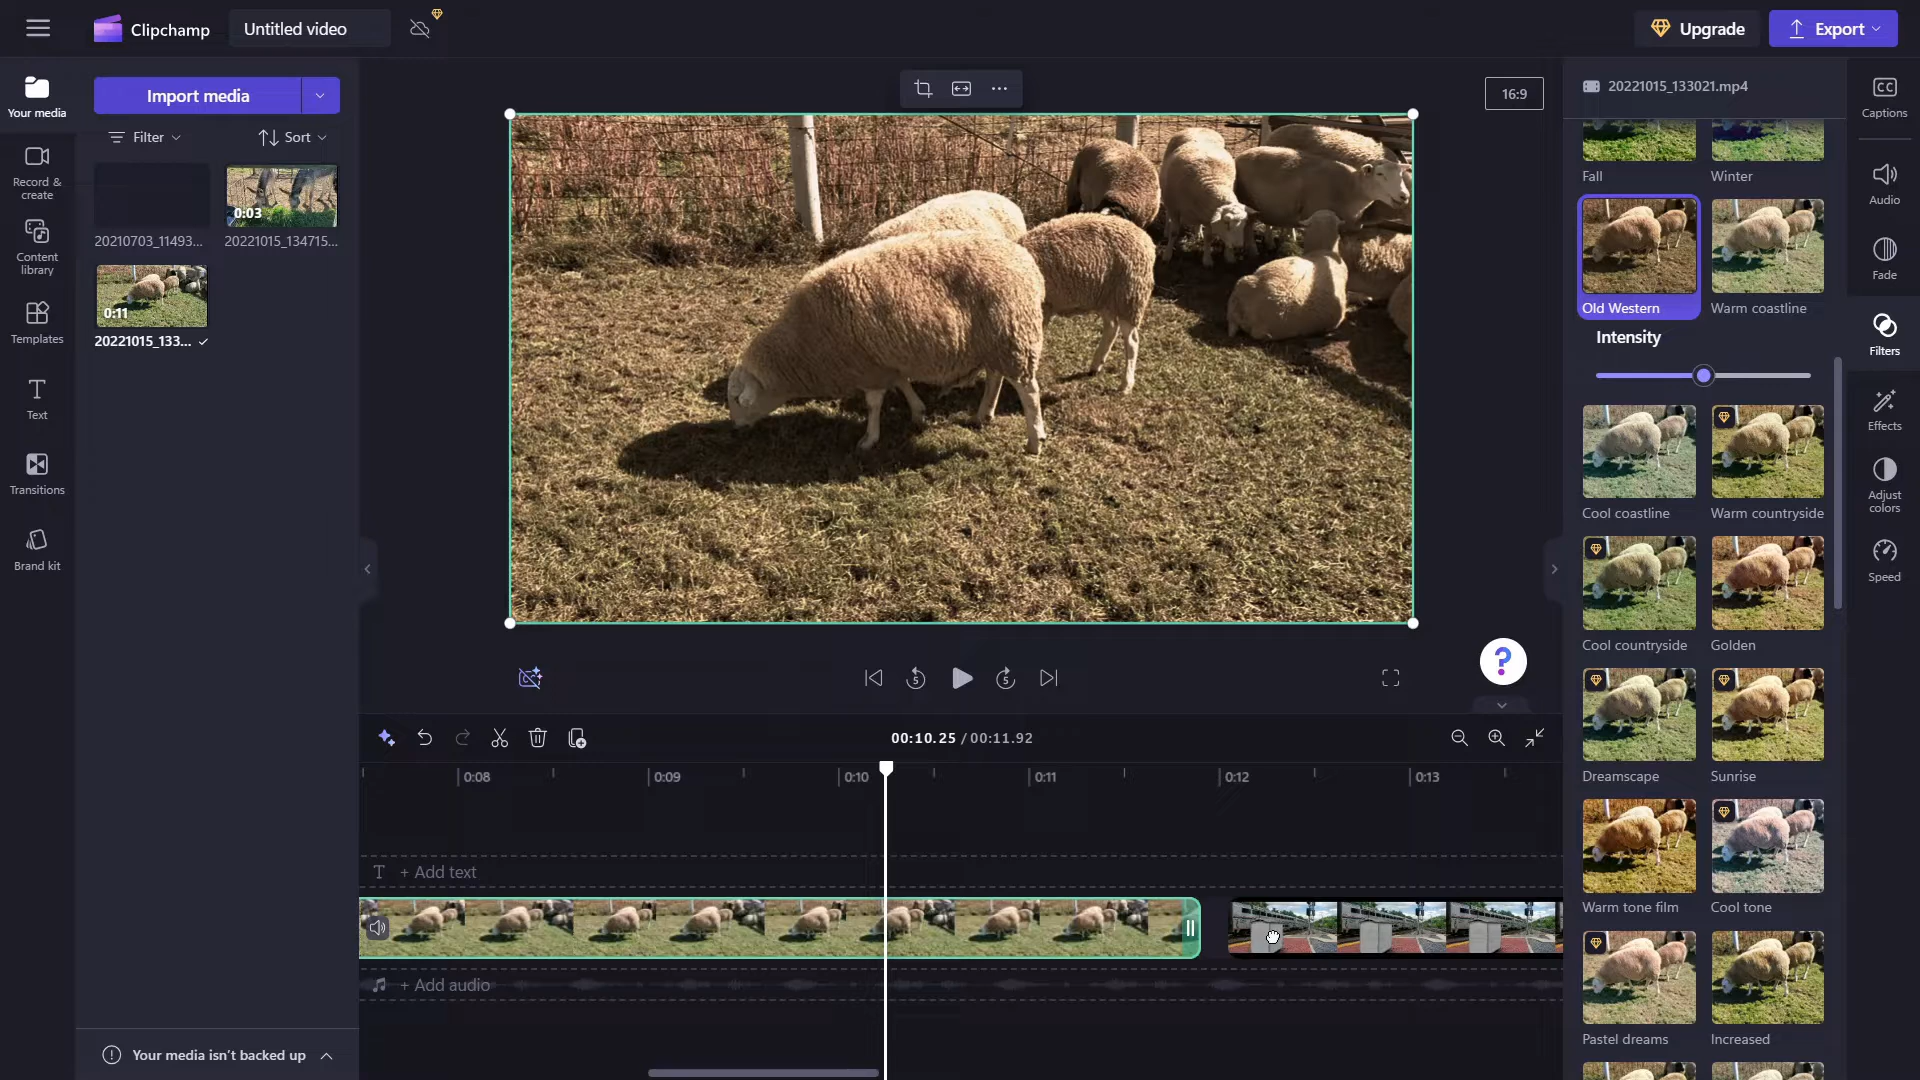 Clipchamp
Untitled video
Upgrade
Export
Your media
Import media
Filter
Sort
0:03
20210703_11493...
20221015_134715...
0:11
20221015_133...
Record &
create
Content
library
Templates
Text
Transitions
Brand kit
Your media isn't backed up
16:9
CC
5
5
?
00:10.25 / 00:11.92
0:08
0:09
0:10
0:11
0:12
0:13
T + Add text
+ Add audio
20221015_133021.mp4
Fall
Winter
Old Western
Warm coastline
Intensity
Cool coastline
Warm countryside
Cool countryside
Golden
Dreamscape
Sunrise
Warm tone film
Cool tone
Pastel dreams
Increased
CC
Captions
Audio
Fade
Filters
Effects
Adjust
colors
Speed